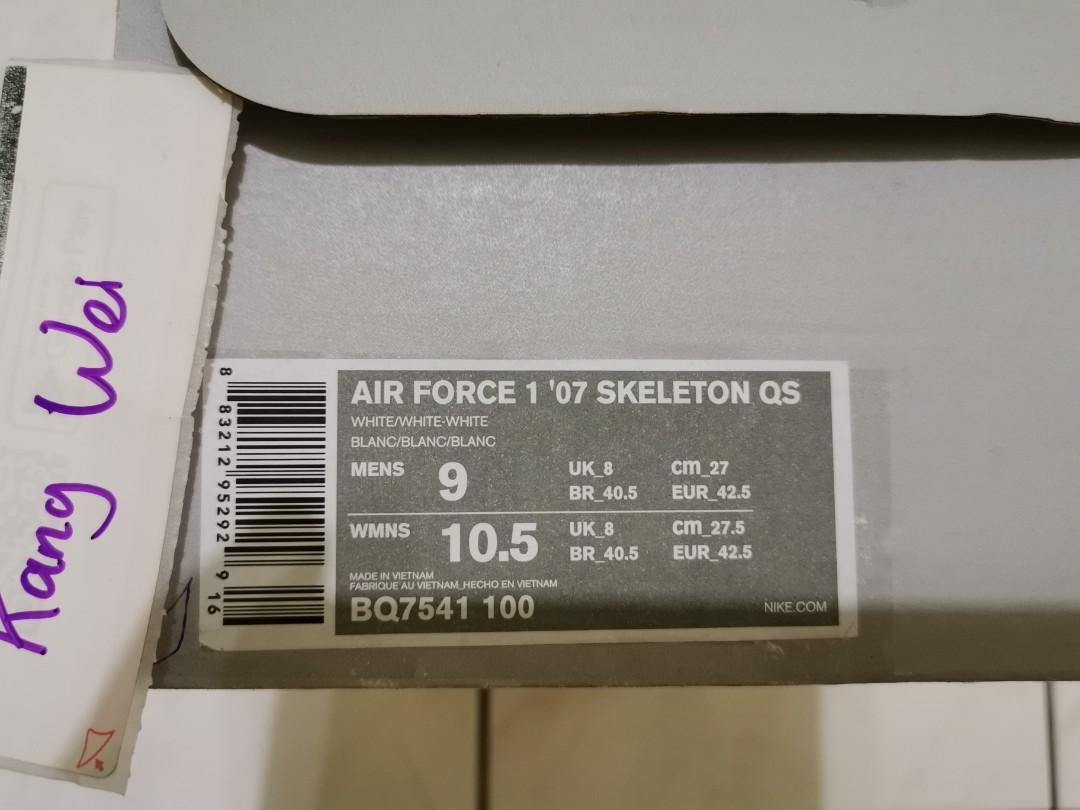 Kang Wei
8 83212 95292 9 16
AIR FORCE 1 '07 SKELETON QS
WHITE/WHITE-WHITE
BLANC/BLANC/BLANC
MENS 9 UK_8 cm_27
BR_40.5 EUR_42.5
WMNS 10.5 UK_8 cm_27.5
BR_40.5 EUR_42.5
MADE IN VIETNAM
FABRIQUE AU VIETNAM_HECHO EN VIETNAM
BQ7541 100
NIKE.COM